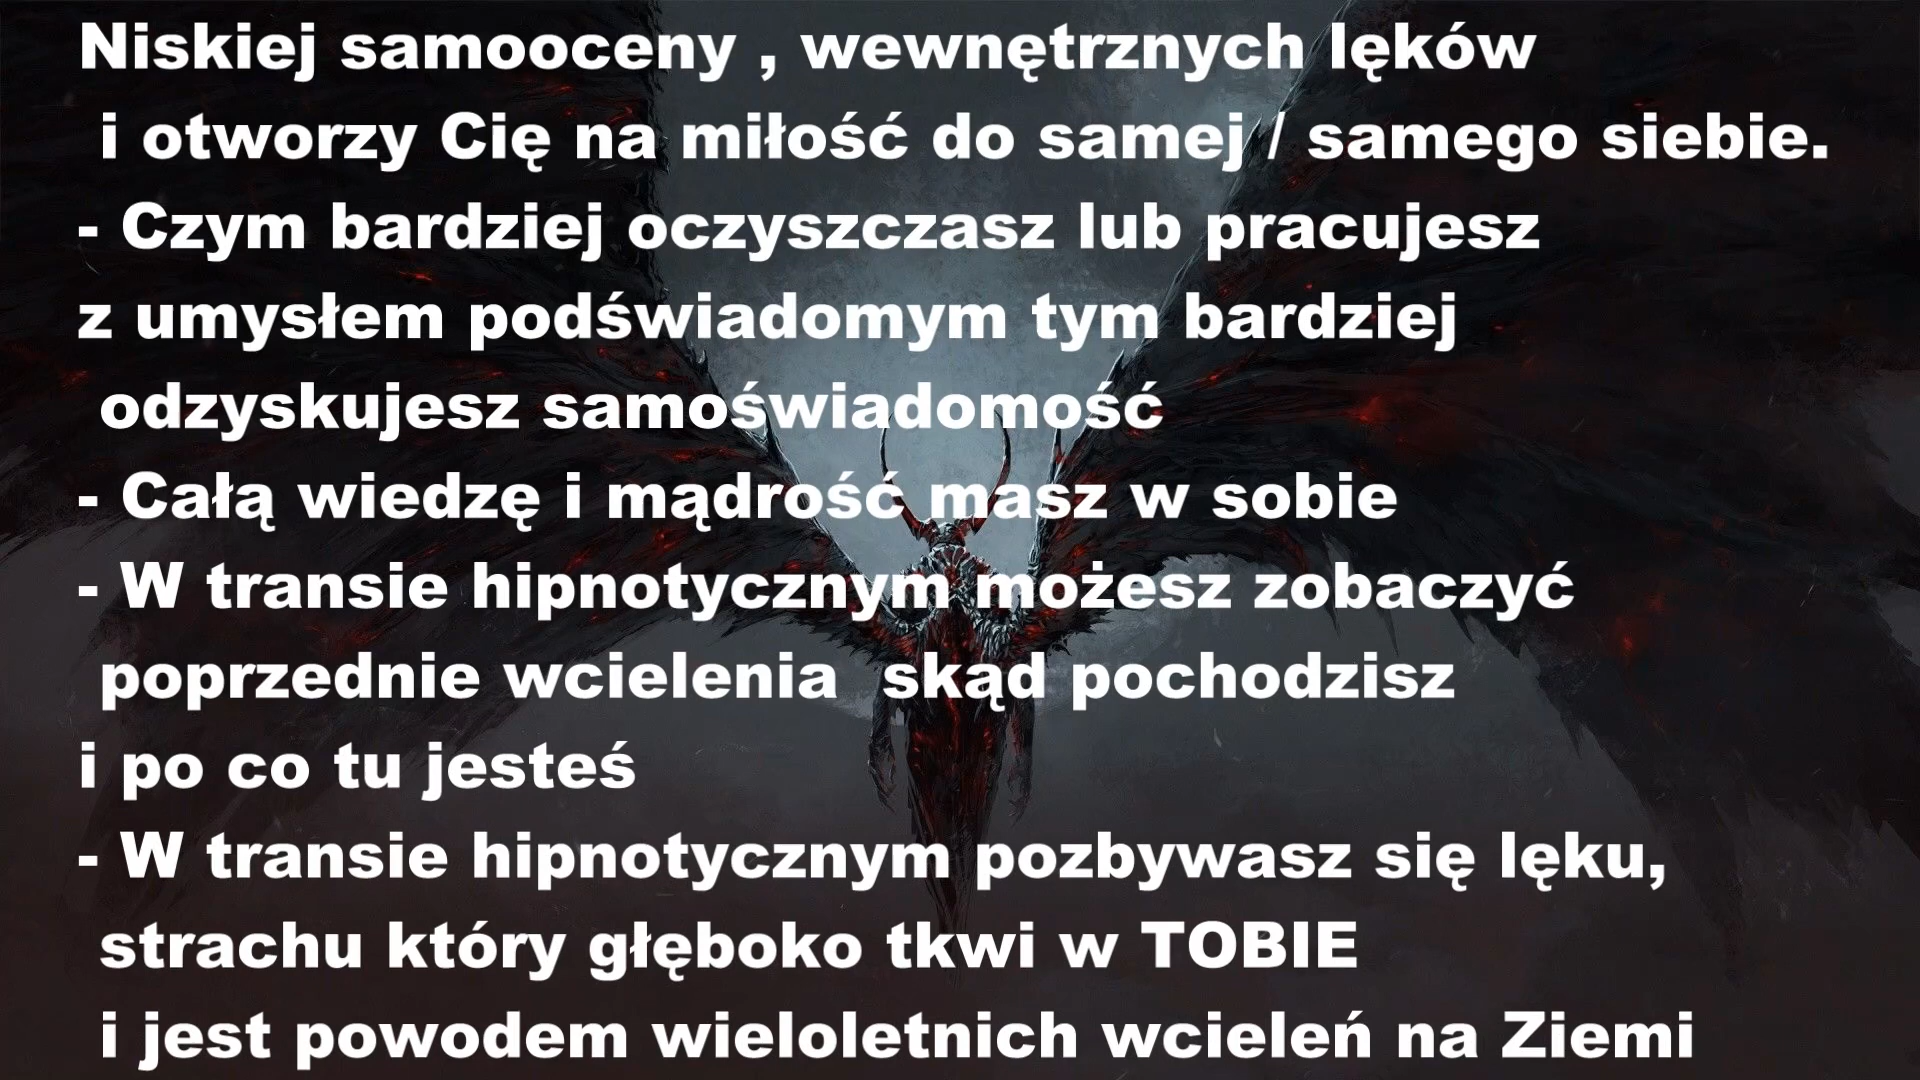 Niskiej samooceny , wewnętrznych lęków
i otworzy Cię na miłość do samej / samego siebie.
- Czym bardziej oczyszczasz lub pracujesz
z umysłem podświadomym tym bardziej
odzyskujesz samoświadomość
- Całą wiedzę i mądrość masz w sobie
- W transie hipnotycznym możesz zobaczyć
poprzednie wcielenia skąd pochodzisz
i po co tu jesteś
- W transie hipnotycznym pozbywasz się lęku,
strachu który głęboko tkwi w TOBIE
i jest powodem wieloletnich wcieleń na Ziemi